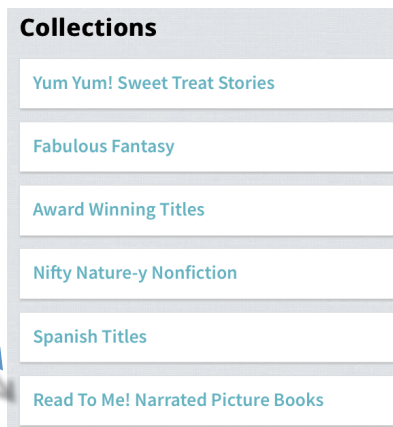 Collections
Yum Yum! Sweet Treat Stories
Fabulous Fantasy
Award Winning Titles
Nifty Nature-y Nonfiction
Spanish Titles
Read To Me! Narrated Picture Books